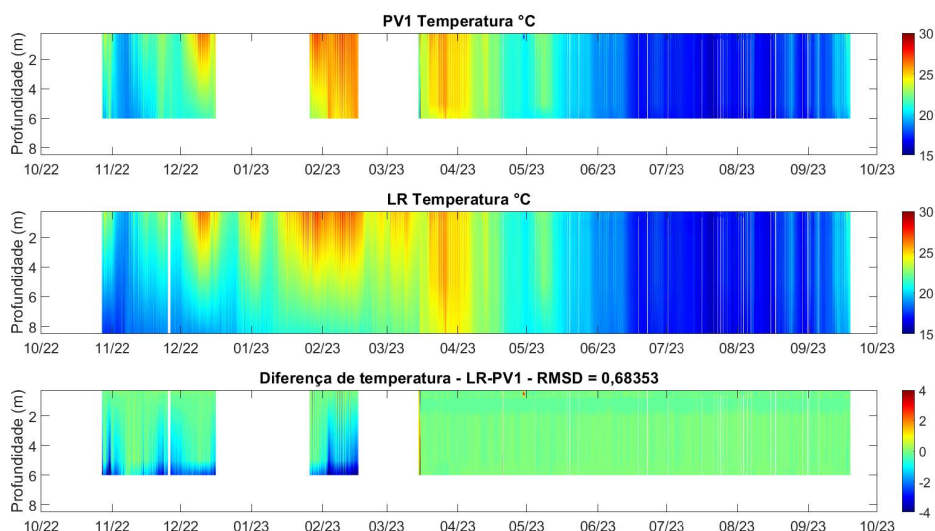 PV1 Temperatura °C
Profundidade (m)
2
4
6
8
10/22 11/22 12/22 01/23 02/23 03/23 04/23 05/23 06/23 07/23 08/23 09/23 10/23
30
25
20
15
LR Temperatura °C
Profundidade (m)
2
4
6
8
10/22 11/22 12/22 01/23 02/23 03/23 04/23 05/23 06/23 07/23 08/23 09/23 10/23
30
25
20
15
Diferença de temperatura - LR-PV1 - RMSD = 0,68353
Profundidade (m)
2
4
6
8
10/22 11/22 12/22 01/23 02/23 03/23 04/23 05/23 06/23 07/23 08/23 09/23 10/23
4
2
0
-2
-4